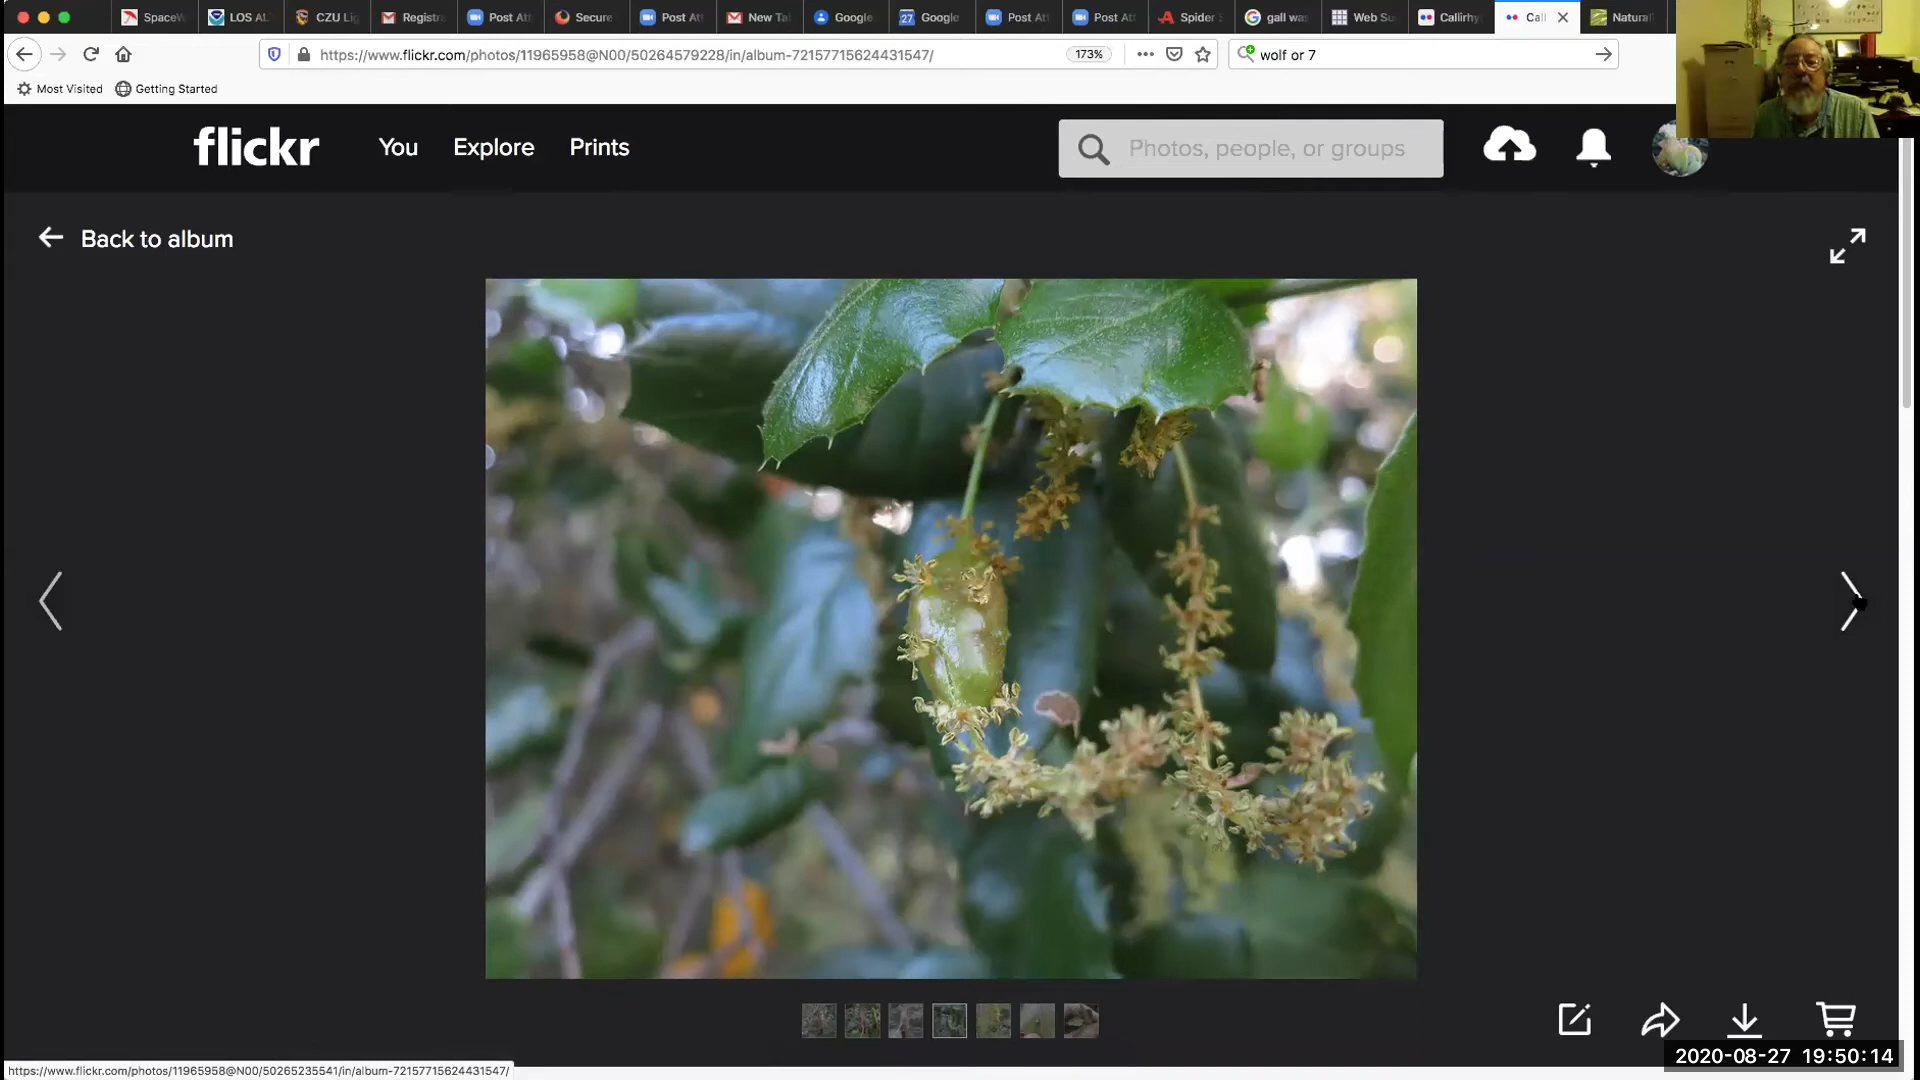 SpaceW
LOS AL
CZU Lig
Registra
Post Att
Secure
Post Att
New Ta
Google
Google
Post Att
Post Att
Spider S
gall was
Web Su
Callirhy
Call
Naturali
https://www.flickr.com/photos/11965958@N00/50264579228/in/album-72157715624431547/
173%
wolf or 7
Most Visited
Getting Started
flickr
You
Explore
Prints
Photos, people, or groups
Back to album
2020-08-27 19:50:14
https://www.flickr.com/photos/11965958@N00/50265235541/in/album-72157715624431547/